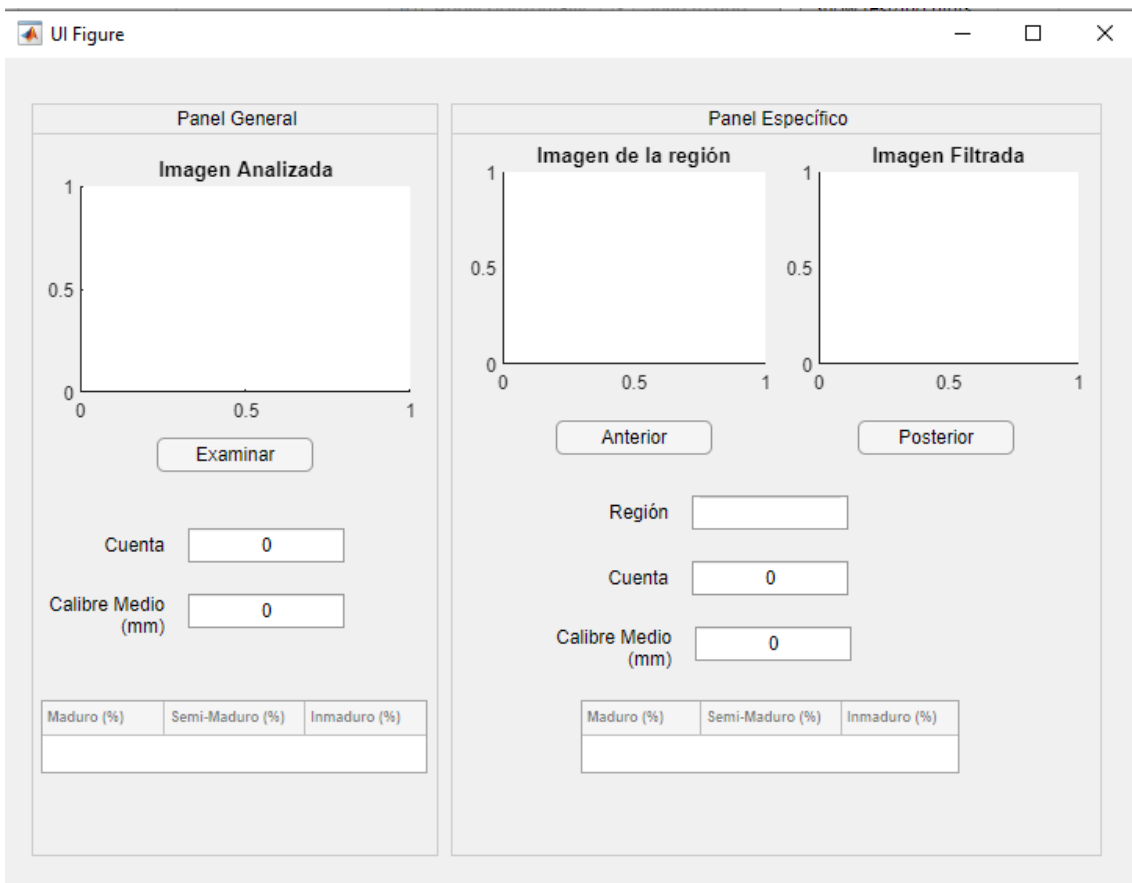 UI Figure
Panel General
Imagen Analizada
1
0.5
0
0 0.5 1
Examinar
Cuenta 0
Calibre Medio
(mm) 0
Maduro (%) Semi-Maduro (%) Inmaduro (%)
Panel Específico
Imagen de la región
1
0.5
0
0 0.5 1
Imagen Filtrada
1
0.5
0
0 0.5 1
Anterior
Posterior
Región
Cuenta 0
Calibre Medio
(mm) 0
Maduro (%) Semi-Maduro (%) Inmaduro (%)